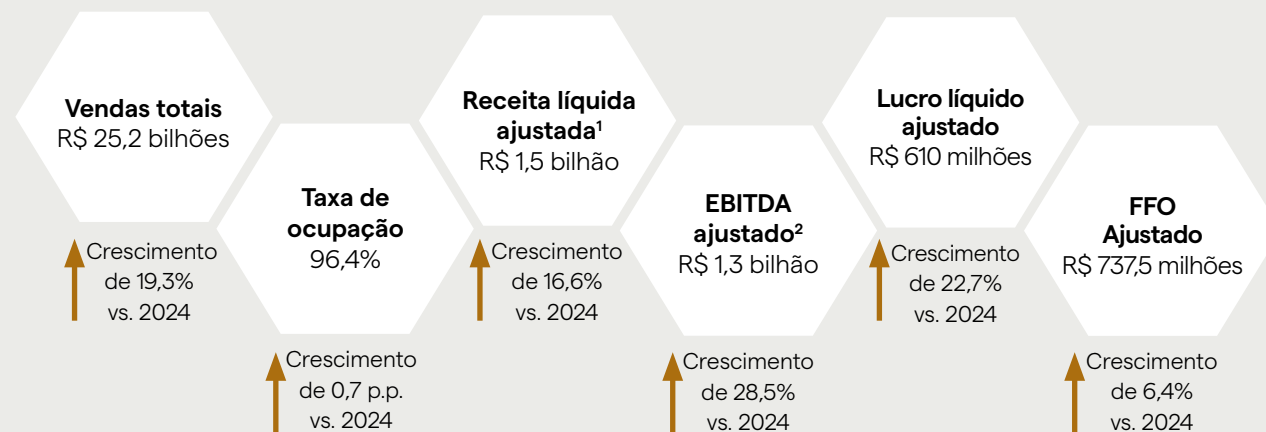 Vendas totais
R$ 25,2 bilhões
Crescimento
de 19,3%
vs. 2024
Taxa de
ocupação
96,4%
Crescimento
de 0,7 p.p.
vs. 2024
Receita líquida
ajustada¹
R$ 1,5 bilhão
Crescimento
de 16,6%
vs. 2024
EBITDA
ajustado²
R$ 1,3 bilhão
Crescimento
de 28,5%
vs. 2024
Lucro líquido
ajustado
R$ 610 milhões
Crescimento
de 22,7%
vs. 2024
FFO
Ajustado
R$ 737,5 milhões
Crescimento
de 6,4%
vs. 2024